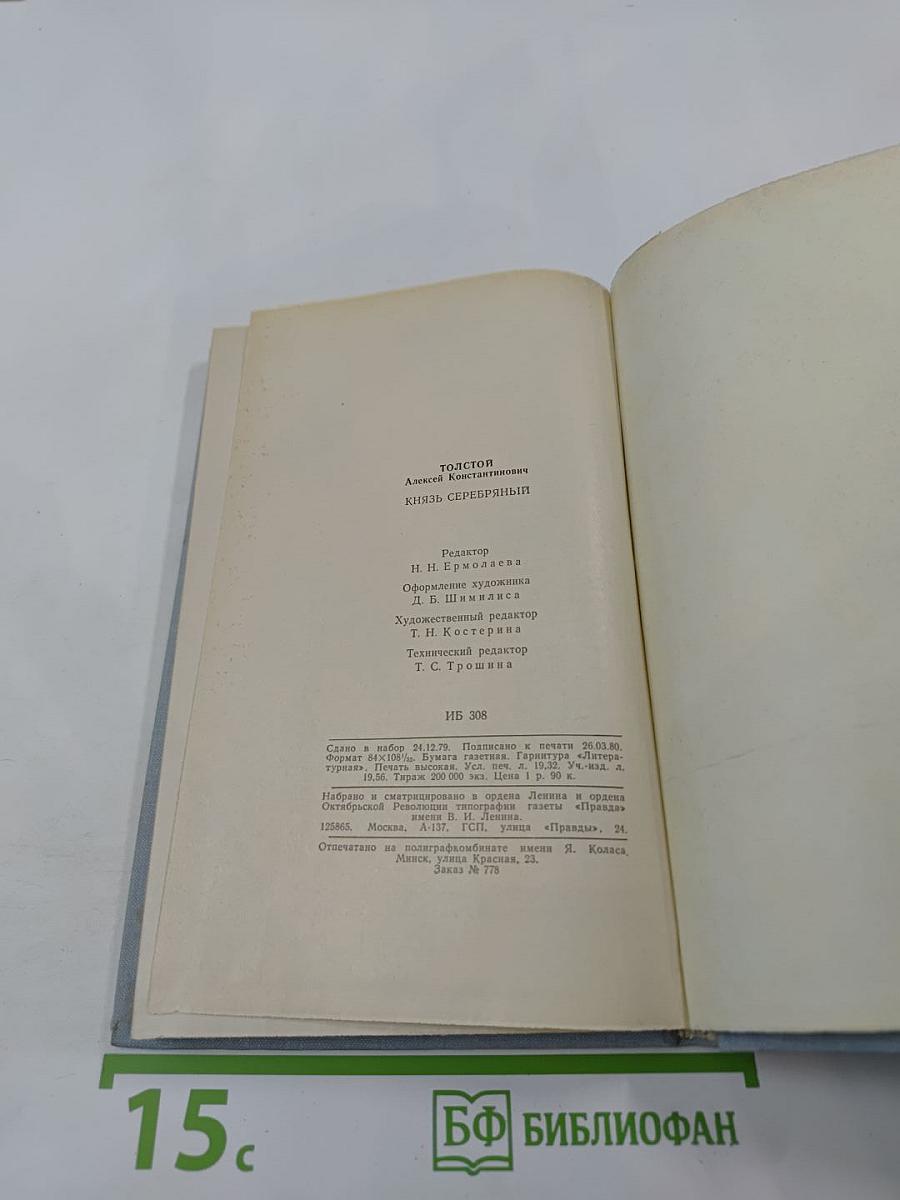 ТОЛСТОЙ
Алексей Константинович
КНЯЗЬ СЕРЕБРЯНЫЙ
Редактор
Н. Н. Ермолаева
Оформление художника
Д. Б. Шимилиса
Художественный редактор
Т. Н. Костерина
Технический редактор
Т. С. Трошина
ИБ 308
Сдано в набор 24.12.79. Подписано к печати 26.03.80.
Формат 84×108¹/₃₂. Бумага газетная. Гарнитура «Литера-
турная». Печать высокая. Усл. печ. л. 19,32. Уч.-изд. л.
19,56. Тираж 200 000 экз. Цена 1 р. 90 к.
Набрано и сматрицировано в ордена Ленина и ордена
Октябрьской Революции типографии газеты «Правда»
имени В. И. Ленина.
125865. Москва, А-137, ГСП, улица «Правды», 24.
Отпечатано на полиграфкомбинате имени Я. Коласа.
Минск, улица Красная, 23.
Заказ № 778
15 с
БФ БИБЛИОФАН